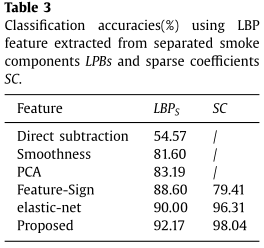 Table 3
Classification accuracies(%) using LBP
feature extracted from separated smoke
components LPBs and sparse coefficients
SC.
Feature LBPS SC
Direct subtraction 54.57 /
Smoothness 81.60 /
PCA 83.19 /
Feature-Sign 88.60 79.41
elastic-net 90.00 96.31
Proposed 92.17 98.04